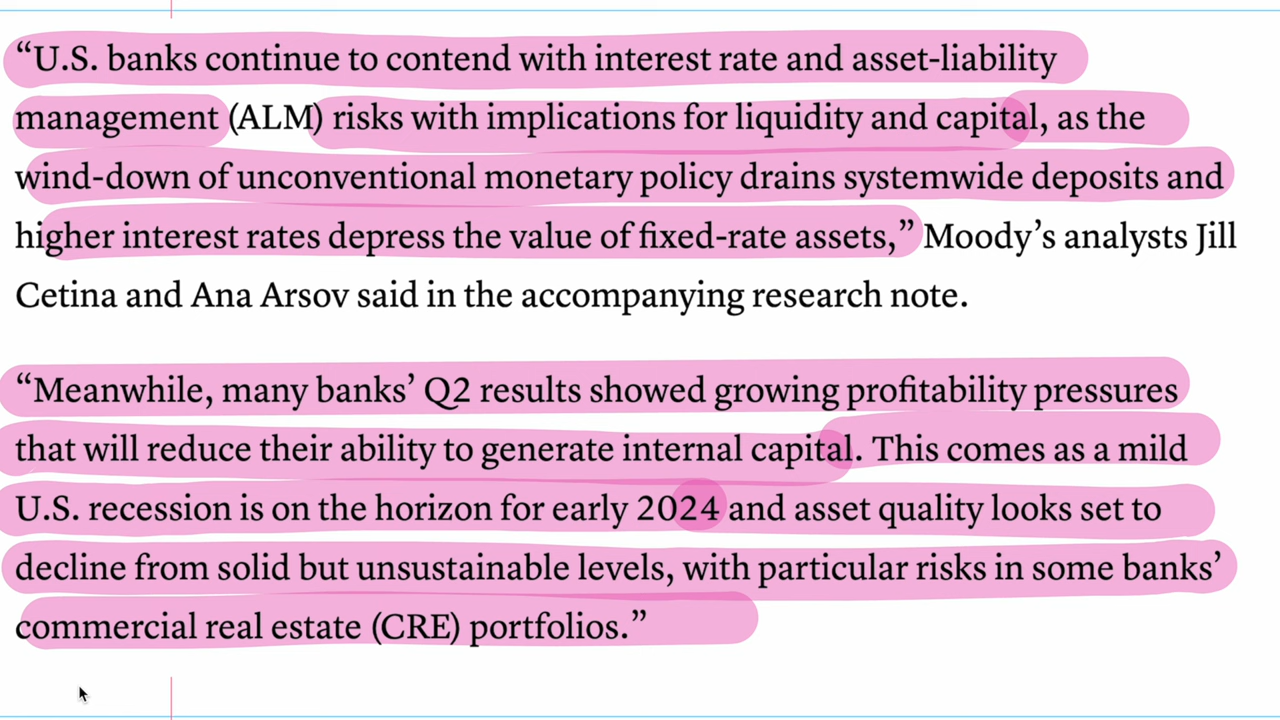 “U.S. banks continue to contend with interest rate and asset-liability
management (ALM) risks with implications for liquidity and capital, as the
wind-down of unconventional monetary policy drains systemwide deposits and
higher interest rates depress the value of fixed-rate assets,” Moody’s analysts Jill
Cetina and Ana Arsov said in the accompanying research note.
“Meanwhile, many banks’ Q2 results showed growing profitability pressures
that will reduce their ability to generate internal capital. This comes as a mild
U.S. recession is on the horizon for early 2024 and asset quality looks set to
decline from solid but unsustainable levels, with particular risks in some banks’
commercial real estate (CRE) portfolios.”